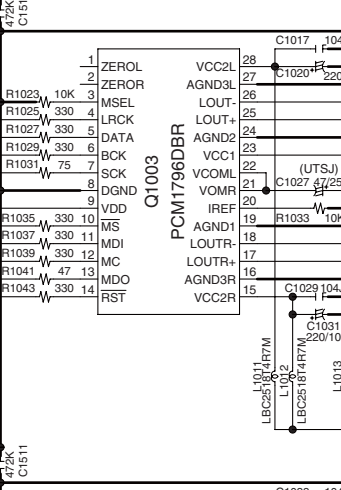 472K
C1511
C1017 104
1 ZEROL VCC2L 28
C1020 220
2 ZEROR AGND3L 27
R1023 10K 3 MSEL LOUT- 26
R1025 330 4 LRCK LOUT+ 25
R1027 330 5 DATA AGND2 24
R1029 330 6 BCK VCC1 23
R1031 75 7 SCK VCOML 22
(UTSJ)
8 DGND VOMR 21 C1027 47/25
9 VDD IREF 20
R1035 330 10 MS AGND1 19 R1033 10K
R1037 330 11 MDI LOUTR- 18
R1039 330 12 MC LOUTR+ 17
R1041 47 13 MDO AGND3R 16
R1043 330 14 RST VCC2R 15 C1029 104
Q1003
PCM1796DBR
C1031
220/10
L1011
LBC2518T4R7M
L1012
LBC2518T4R7M
L1013
472K
C1511